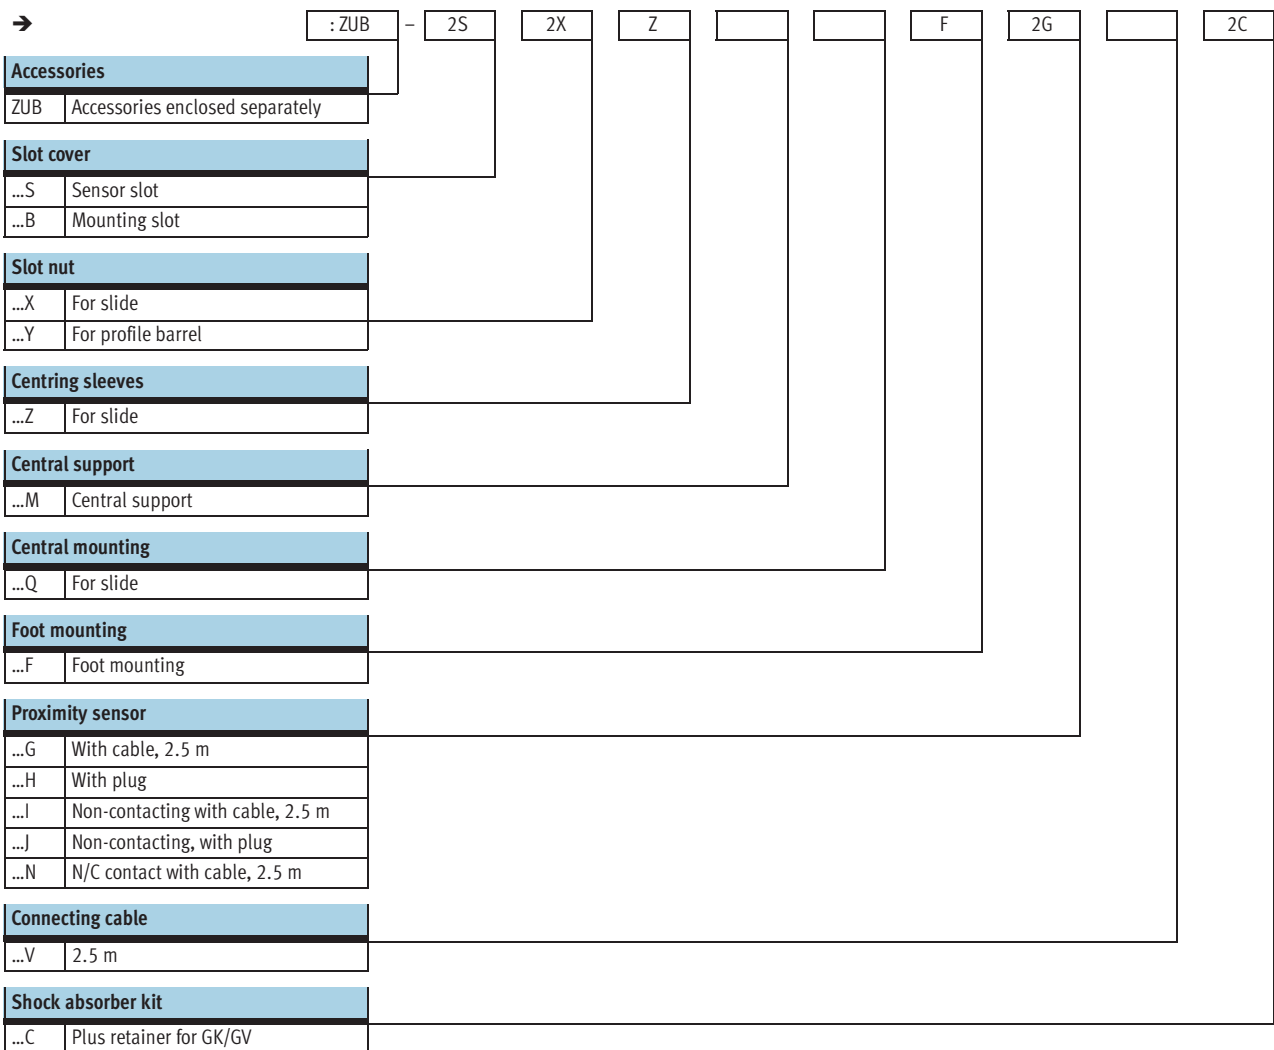 ➔ : ZUB – 2S 2X Z F 2G 2C
Accessories
ZUB Accessories enclosed separately
Slot cover
...S Sensor slot
...B Mounting slot
Slot nut
...X For slide
...Y For profile barrel
Centring sleeves
...Z For slide
Central support
...M Central support
Central mounting
...Q For slide
Foot mounting
...F Foot mounting
Proximity sensor
...G With cable, 2.5 m
...H With plug
...I Non-contacting with cable, 2.5 m
...J Non-contacting, with plug
...N N/C contact with cable, 2.5 m
Connecting cable
...V 2.5 m
Shock absorber kit
...C Plus retainer for GK/GV